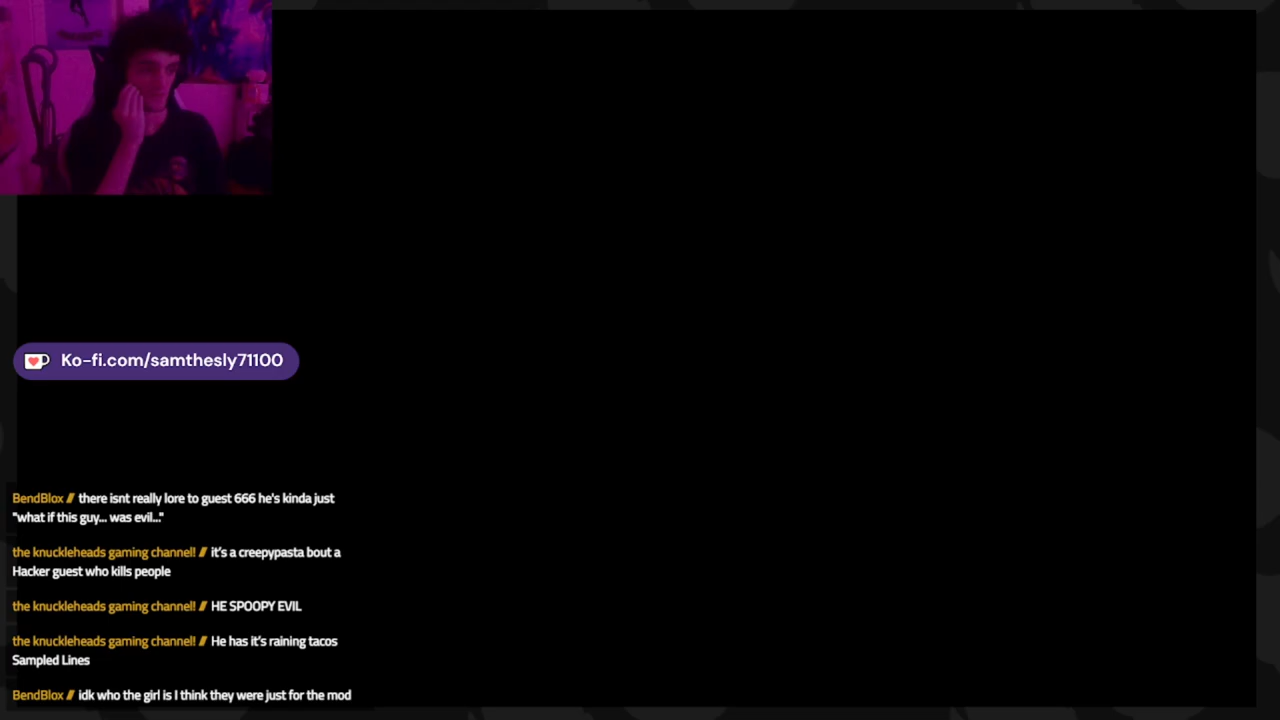 Ko-fi.com/samthesly71100
BendBlox // there isnt really lore to guest 666 he's kinda just
"what if this guy... was evil..."
the knuckleheads gaming channel! // it's a creepypasta bout a
Hacker guest who kills people
the knuckleheads gaming channel! // HE SPOOPY EVIL
the knuckleheads gaming channel! // He has it's raining tacos
Sampled Lines
BendBlox // idk who the girl is I think they were just for the mod